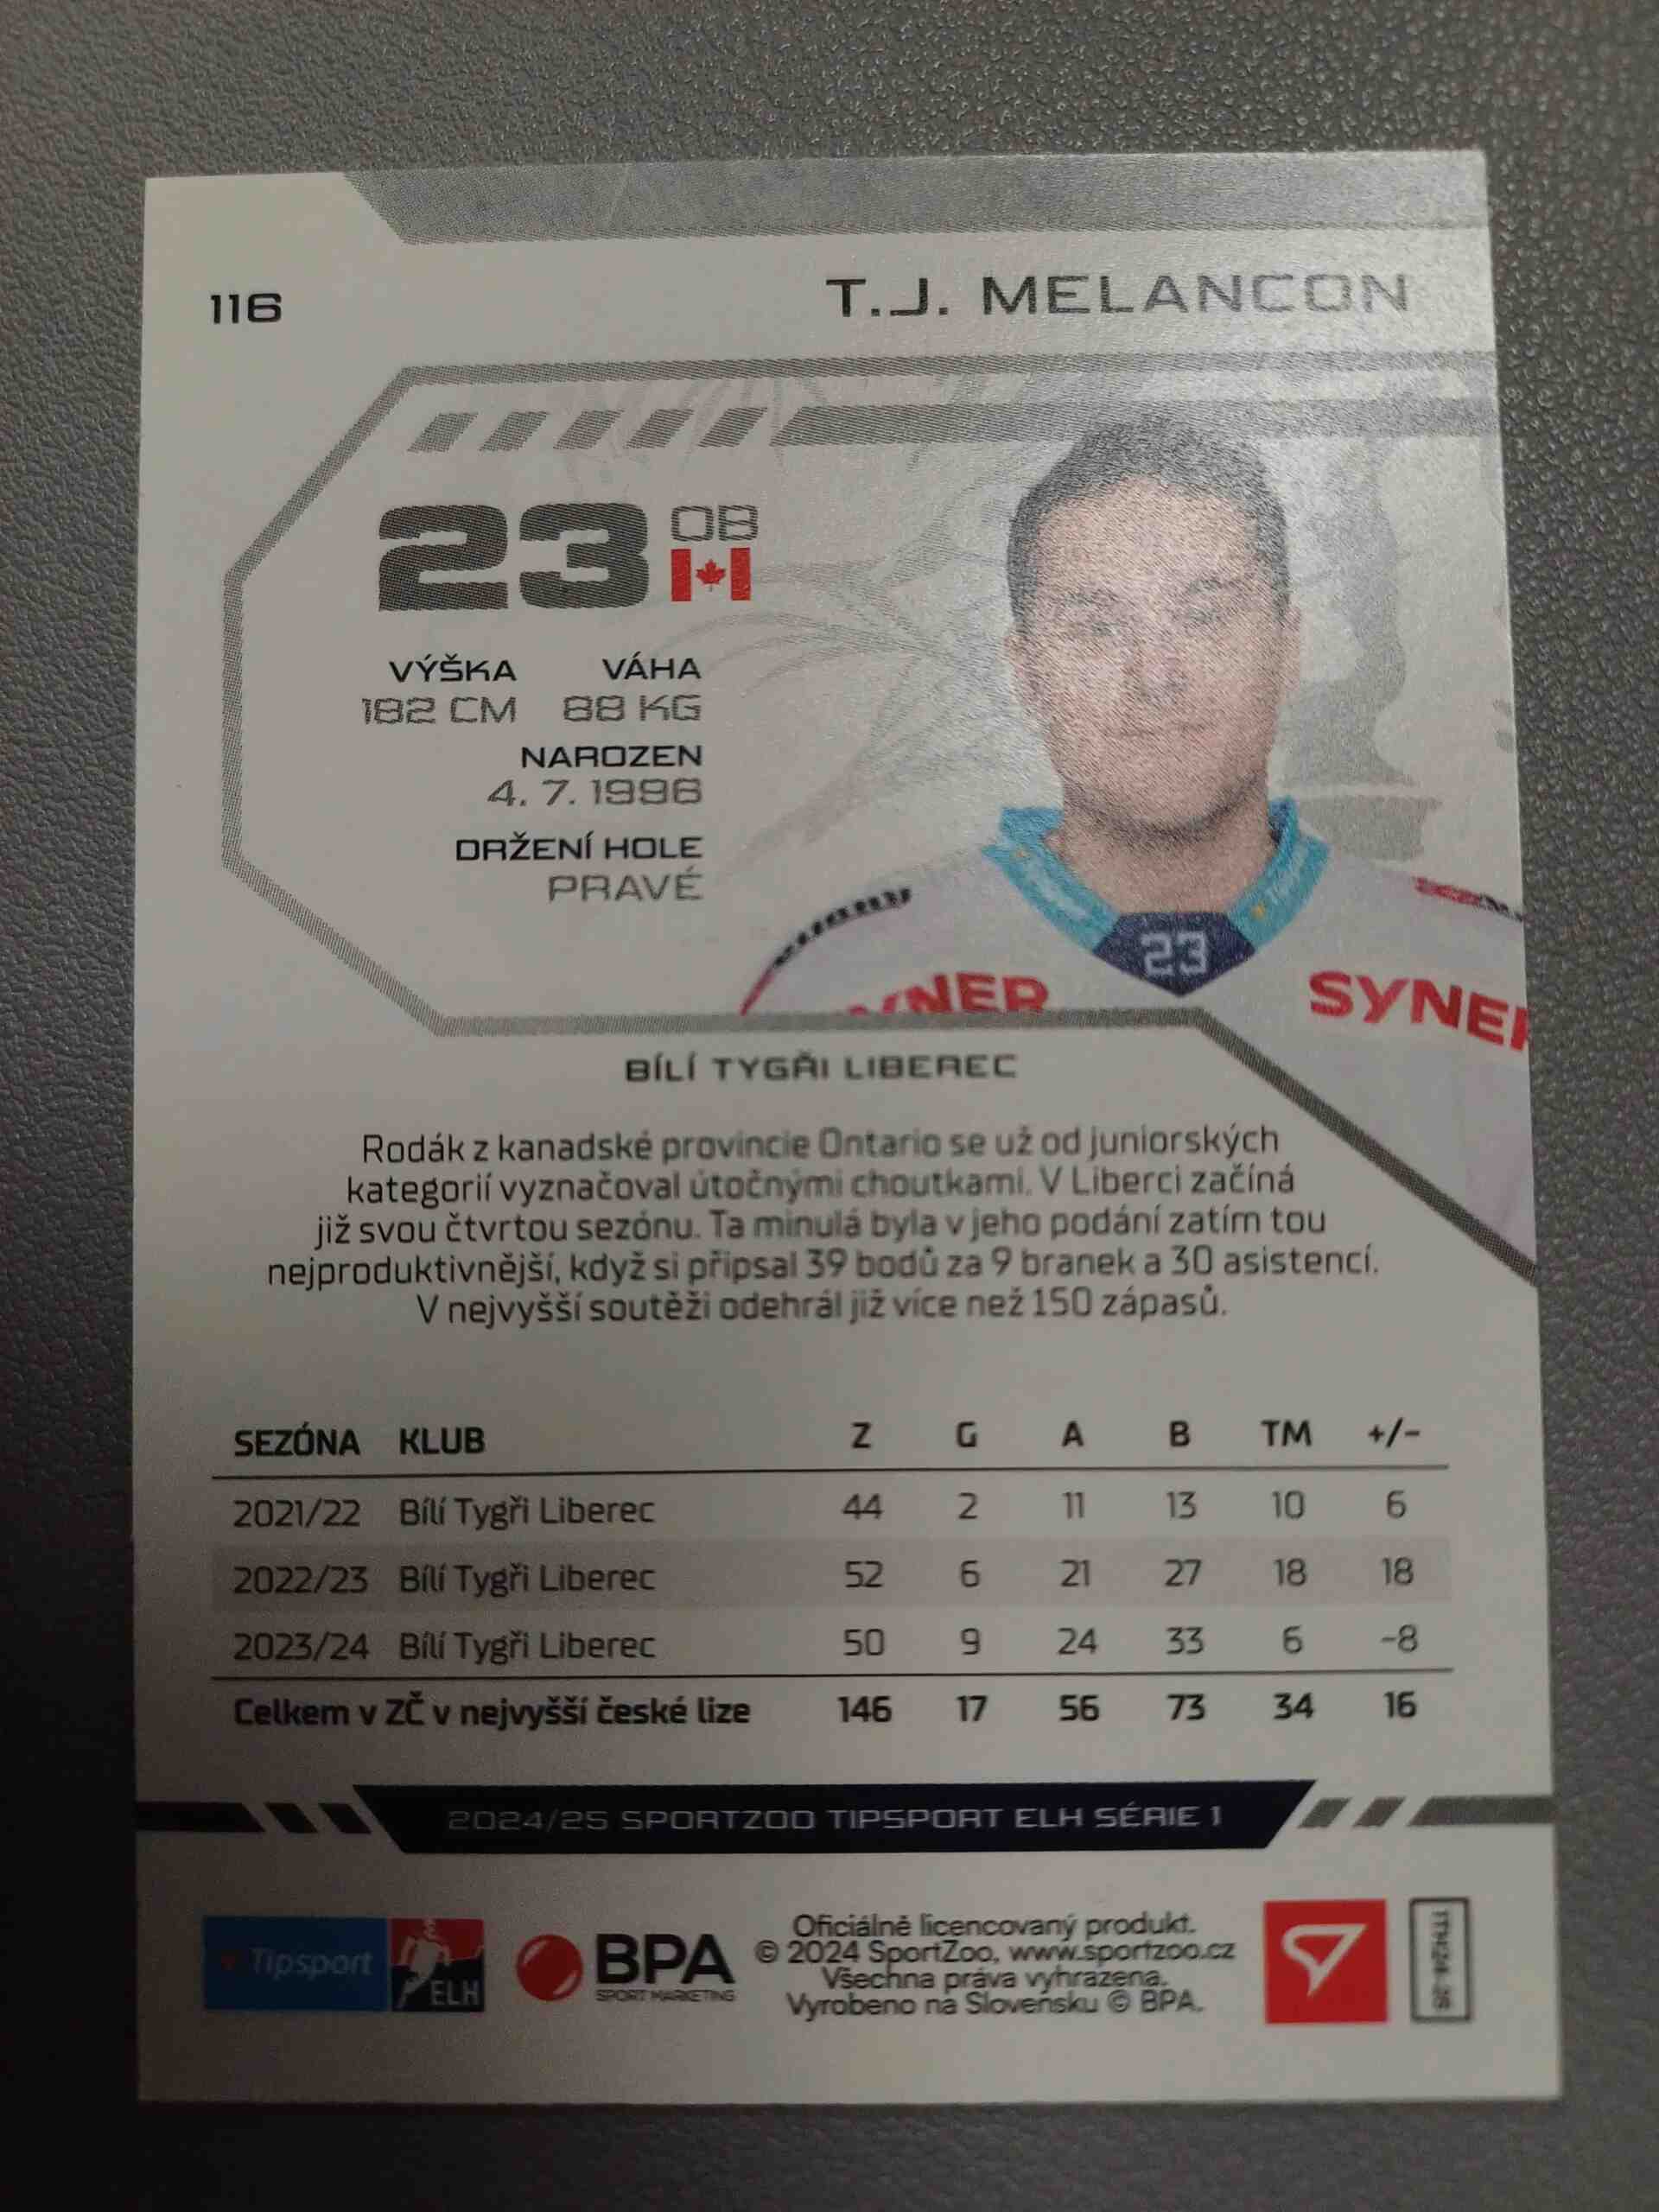 116
T.J. MELANCON
23 OB
VÝŠKA VÁHA
182 CM 88 KG
NAROZEN
4. 7. 1996
DRŽENÍ HOLE
PRAVÉ
23
SYNER
SYNER
BÍLÍ TYGŘI LIBEREC
Rodák z kanadské provincie Ontario se už od juniorských
kategorií vyznačoval útočnými choutkami. V Liberci začíná
již svou čtvrtou sezónu. Ta minulá byla v jeho podání zatím tou
nejproduktivnější, když si připsal 39 bodů za 9 branek a 30 asistencí.
V nejvyšší soutěži odehrál již více než 150 zápasů.
SEZÓNA KLUB Z G A B TM +/-
2021/22 Bílí Tygři Liberec 44 2 11 13 10 6
2022/23 Bílí Tygři Liberec 52 6 21 27 18 18
2023/24 Bílí Tygři Liberec 50 9 24 33 6 -8
Celkem v ZČ v nejvyšší české lize 146 17 56 73 34 16
2024/25 SPORTZOO TIPSPORT ELH SÉRIE 1
Tipsport ELH
BPA
SPORT MARKETING
Oficiálně licencovaný produkt.
© 2024 SportZoo, www.sportzoo.cz
Všechna práva vyhrazena.
Vyrobeno na Slovensku © BPA.